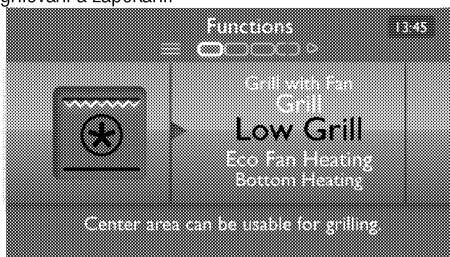 grilování a zapékání.
Functions
13:45
Grill with Fan
Grill
Low Grill
Eco Fan Heating
Bottom Heating
Center area can be usable for grilling.